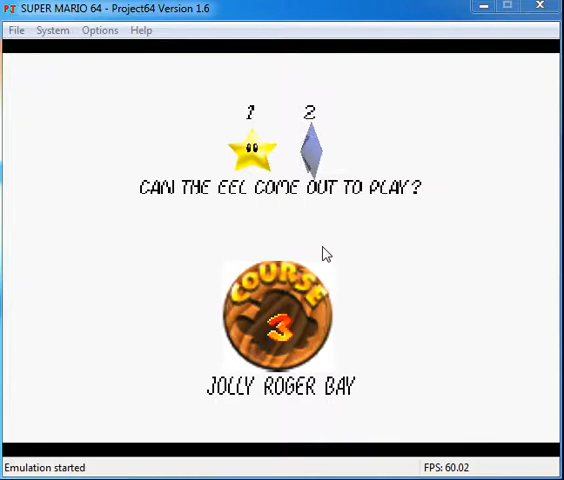 SUPER MARIO 64 - Project64 Version 1.6
File System Options Help
1 2
CAN THE EEL COME OUT TO PLAY?
COURSE
3
JOLLY ROGER BAY
Emulation started FPS: 60.02